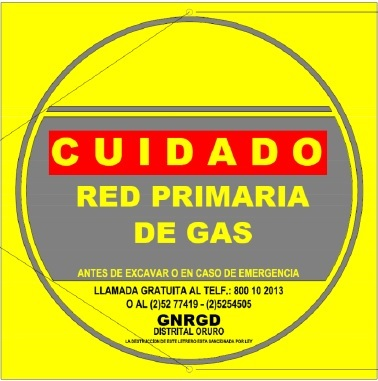 CUIDADO
RED PRIMARIA
DE GAS
ANTES DE EXCAVAR O EN CASO DE EMERGENCIA
LLAMADA GRATUITA AL TELF.: 800 10 2013
O AL (2)52 77419 - (2)5254505
GNRGD
DISTRITAL ORURO
LA DESTRUCCION DE ESTE LETRERO ESTA SANCIONADA POR LEY